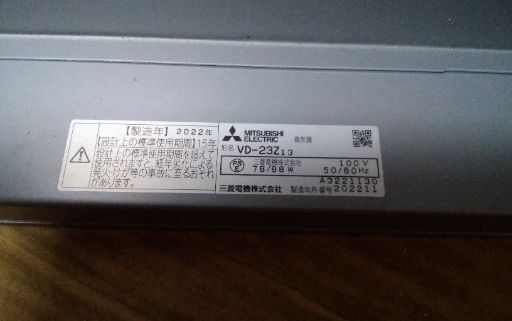 【製造年】2022年
【設計上の標準使用期間】15年
設計上の標準使用期間を超えて
使用されますと、経年劣化による
発火・けが等の事故に至るおそれ
があります。
MITSUBISHI
ELECTRIC
換気扇
形名 VD-23Z13
PSE 三菱電機株式会社 100V
78/88W 50/60Hz
A3221130
三菱電機株式会社 製造年月・番号 202211